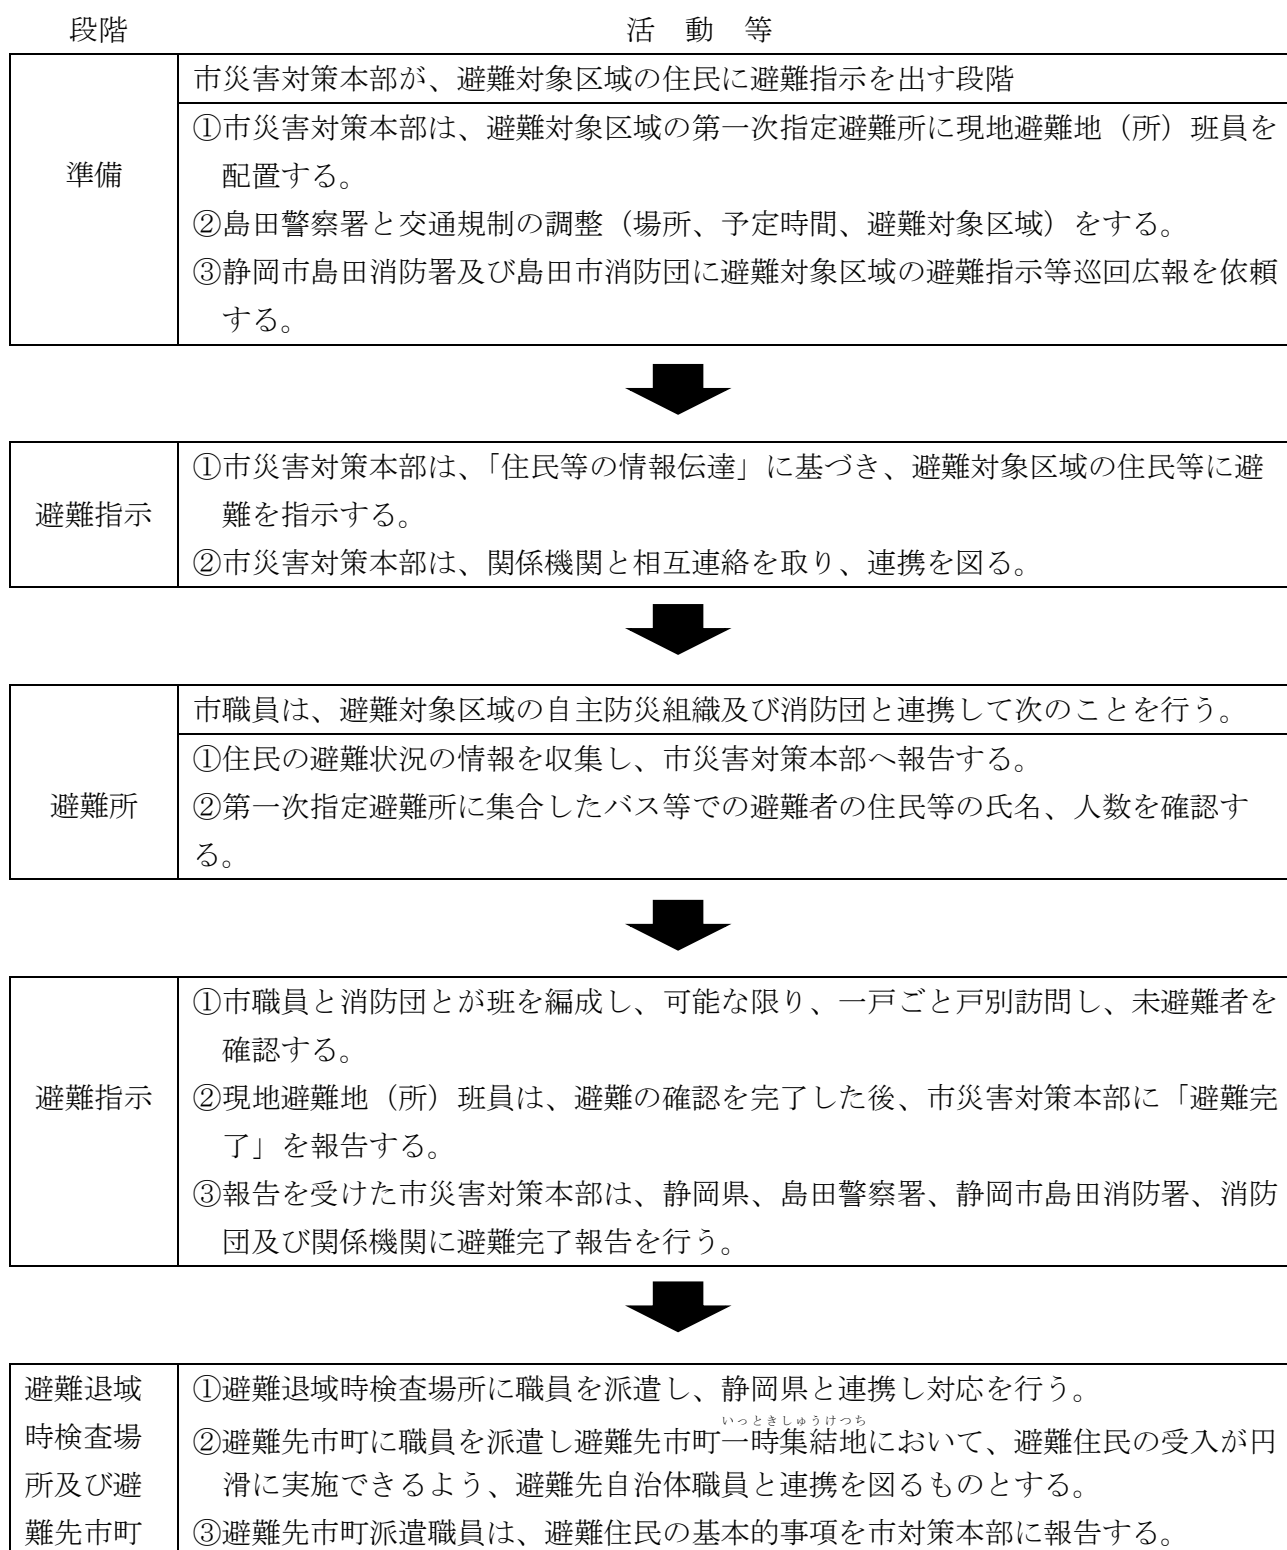 段階　活　動　等
市災害対策本部が、避難対象区域の住民に避難指示を出す段階
準備
①市災害対策本部は、避難対象区域の第一次指定避難所に現地避難地（所）班員を
配置する。
②島田警察署と交通規制の調整（場所、予定時間、避難対象区域）をする。
③静岡市島田消防署及び島田市消防団に避難対象区域の避難指示等巡回広報を依頼
する。
避難指示
①市災害対策本部は、「住民等の情報伝達」に基づき、避難対象区域の住民等に避
難を指示する。
②市災害対策本部は、関係機関と相互連絡を取り、連携を図る。
市職員は、避難対象区域の自主防災組織及び消防団と連携して次のことを行う。
避難所
①住民の避難状況の情報を収集し、市災害対策本部へ報告する。
②第一次指定避難所に集合したバス等での避難者の住民等の氏名、人数を確認す
る。
避難指示
①市職員と消防団とが班を編成し、可能な限り、一戸ごと戸別訪問し、未避難者を
確認する。
②現地避難地（所）班員は、避難の確認を完了した後、市災害対策本部に「避難完
了」を報告する。
③報告を受けた市災害対策本部は、静岡県、島田警察署、静岡市島田消防署、消防
団及び関係機関に避難完了報告を行う。
避難退域
時検査場
所及び避
難先市町
①避難退域時検査場所に職員を派遣し、静岡県と連携し対応を行う。
いっときしゅうけつち
②避難先市町に職員を派遣し避難先市町一時集結地において、避難住民の受入が円
滑に実施できるよう、避難先自治体職員と連携を図るものとする。
③避難先市町派遣職員は、避難住民の基本的事項を市対策本部に報告する。